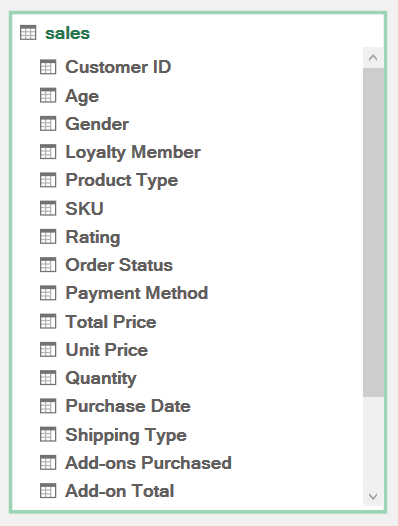 sales
Customer ID
Age
Gender
Loyalty Member
Product Type
SKU
Rating
Order Status
Payment Method
Total Price
Unit Price
Quantity
Purchase Date
Shipping Type
Add-ons Purchased
Add-on Total